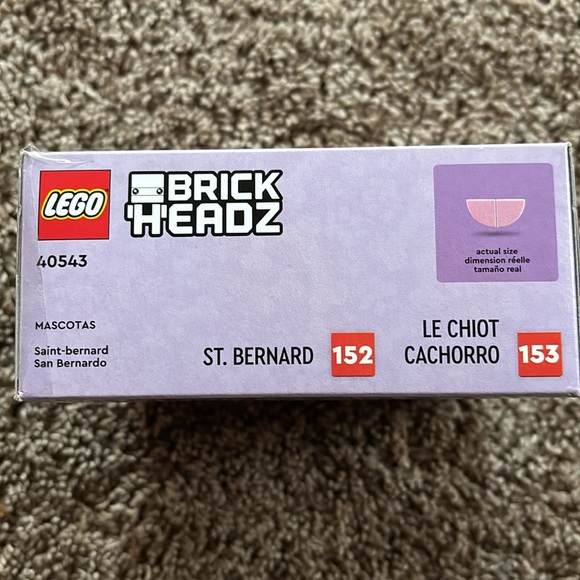 LEGO
BRICK
'H'EADZ
40543
actual size
dimension réelle
tamaño real
MASCOTAS
Saint-bernard
San Bernardo
ST. BERNARD 152
LE CHIOT
CACHORRO 153